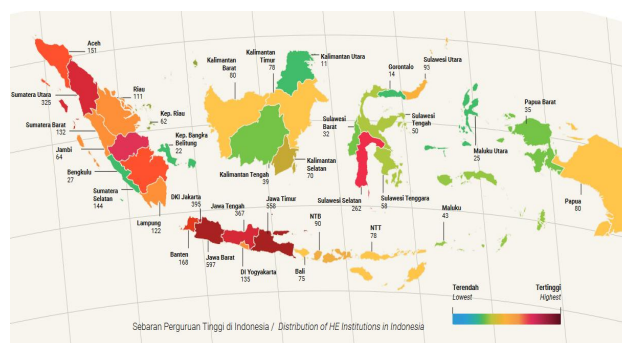 Aceh
151
Sumatera Utara
325
Riau
111
Kep. Riau
62
Sumatera Barat
132
Jambi
64
Kep. Bangka
Belitung
22
Bengkulu
27
Sumatera
Selatan
144
Lampung
122
Kalimantan
Barat
80
Kalimantan
Timur
78
Kalimantan Utara
11
Kalimantan Tengah
39
Kalimantan
Selatan
70
Gorontalo
14
Sulawesi Utara
93
Sulawesi
Barat
32
Sulawesi
Tengah
50
Sulawesi Selatan
262
Sulawesi Tenggara
58
Maluku Utara
25
Papua Barat
35
Maluku
43
Papua
80
DKI Jakarta
395
Jawa Tengah
367
Jawa Timur
558
Banten
168
Jawa Barat
597
DI Yogyakarta
135
Bali
75
NTB
90
NTT
78
Terendah
Lowest
Tertinggi
Highest
Sebaran Perguruan Tinggi di Indonesia / Distribution of HE Institutions in Indonesia